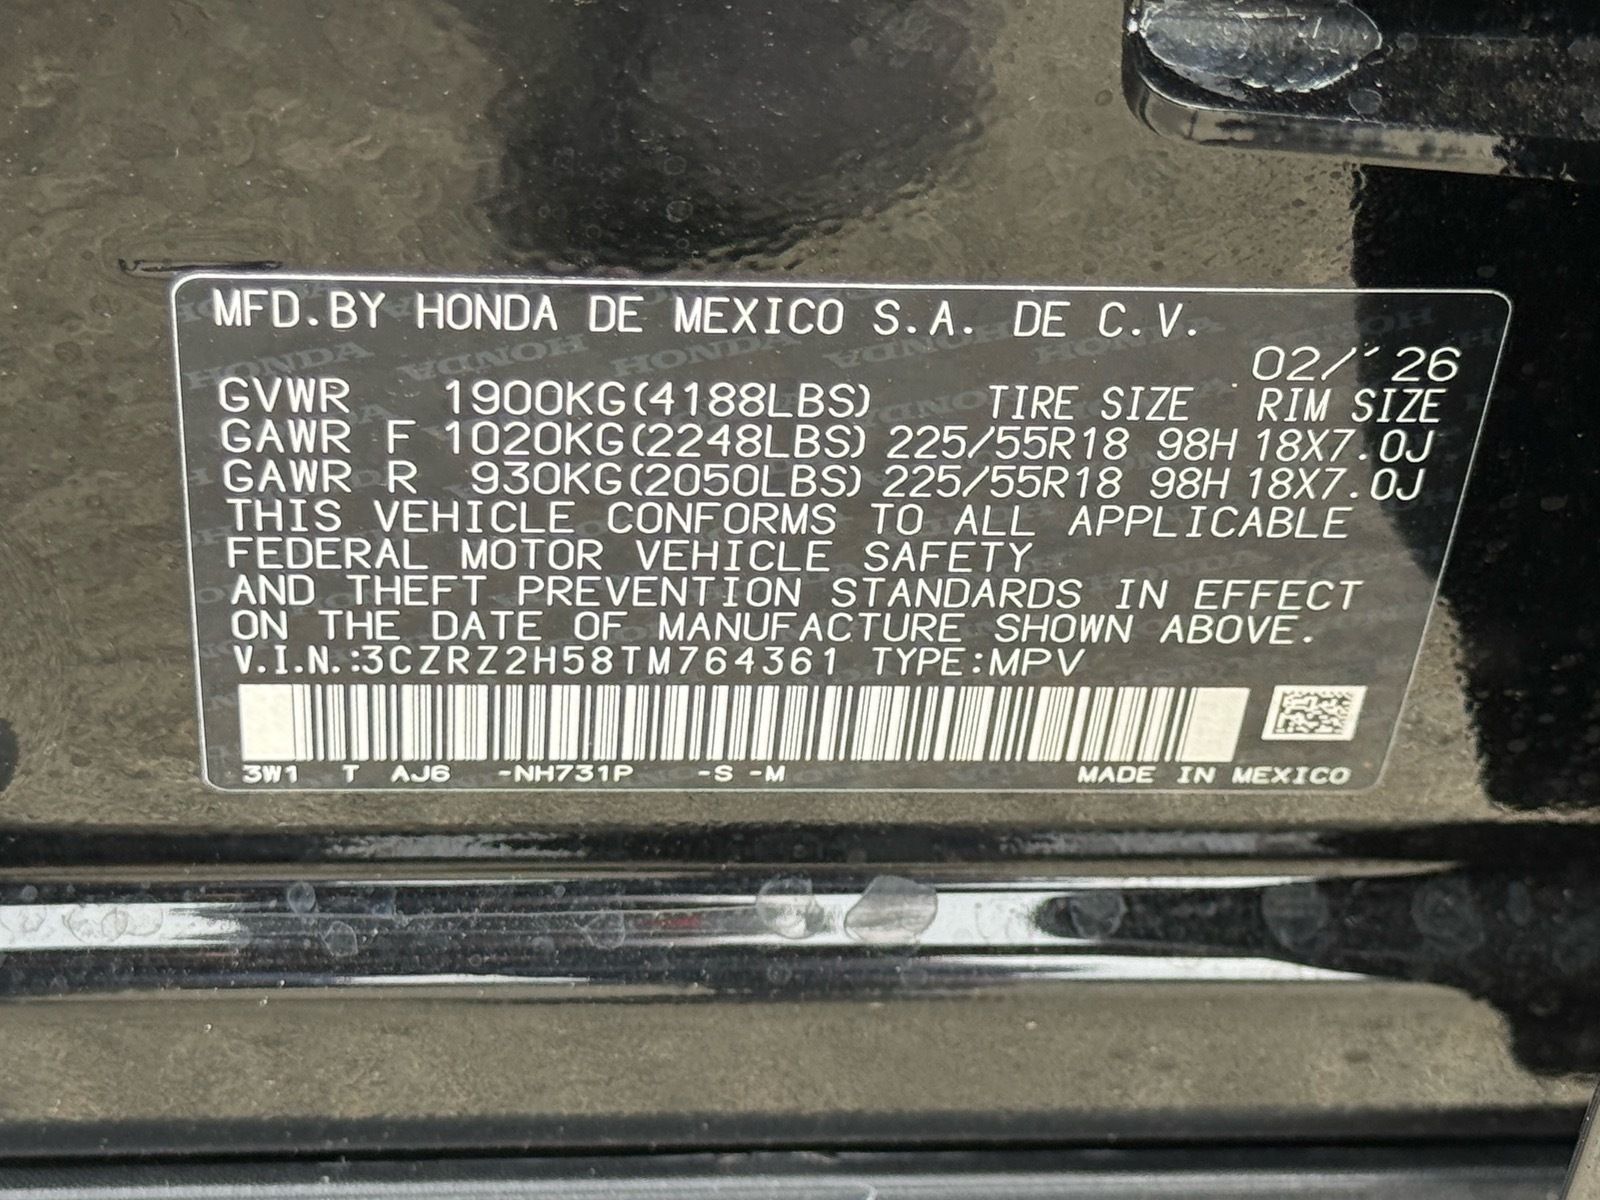 MFD.BY HONDA DE MEXICO S.A. DE C.V.
02/'26
GVWR 1900KG(4188LBS) TIRE SIZE RIM SIZE
GAWR F 1020KG(2248LBS) 225/55R18 98H 18X7.0J
GAWR R 930KG(2050LBS) 225/55R18 98H 18X7.0J
THIS VEHICLE CONFORMS TO ALL APPLICABLE
FEDERAL MOTOR VEHICLE SAFETY
AND THEFT PREVENTION STANDARDS IN EFFECT
ON THE DATE OF MANUFACTURE SHOWN ABOVE.
V.I.N.:3CZRZ2H58TM764361 TYPE:MPV
3W1 T AJ6 -NH731P -S -M MADE IN MEXICO